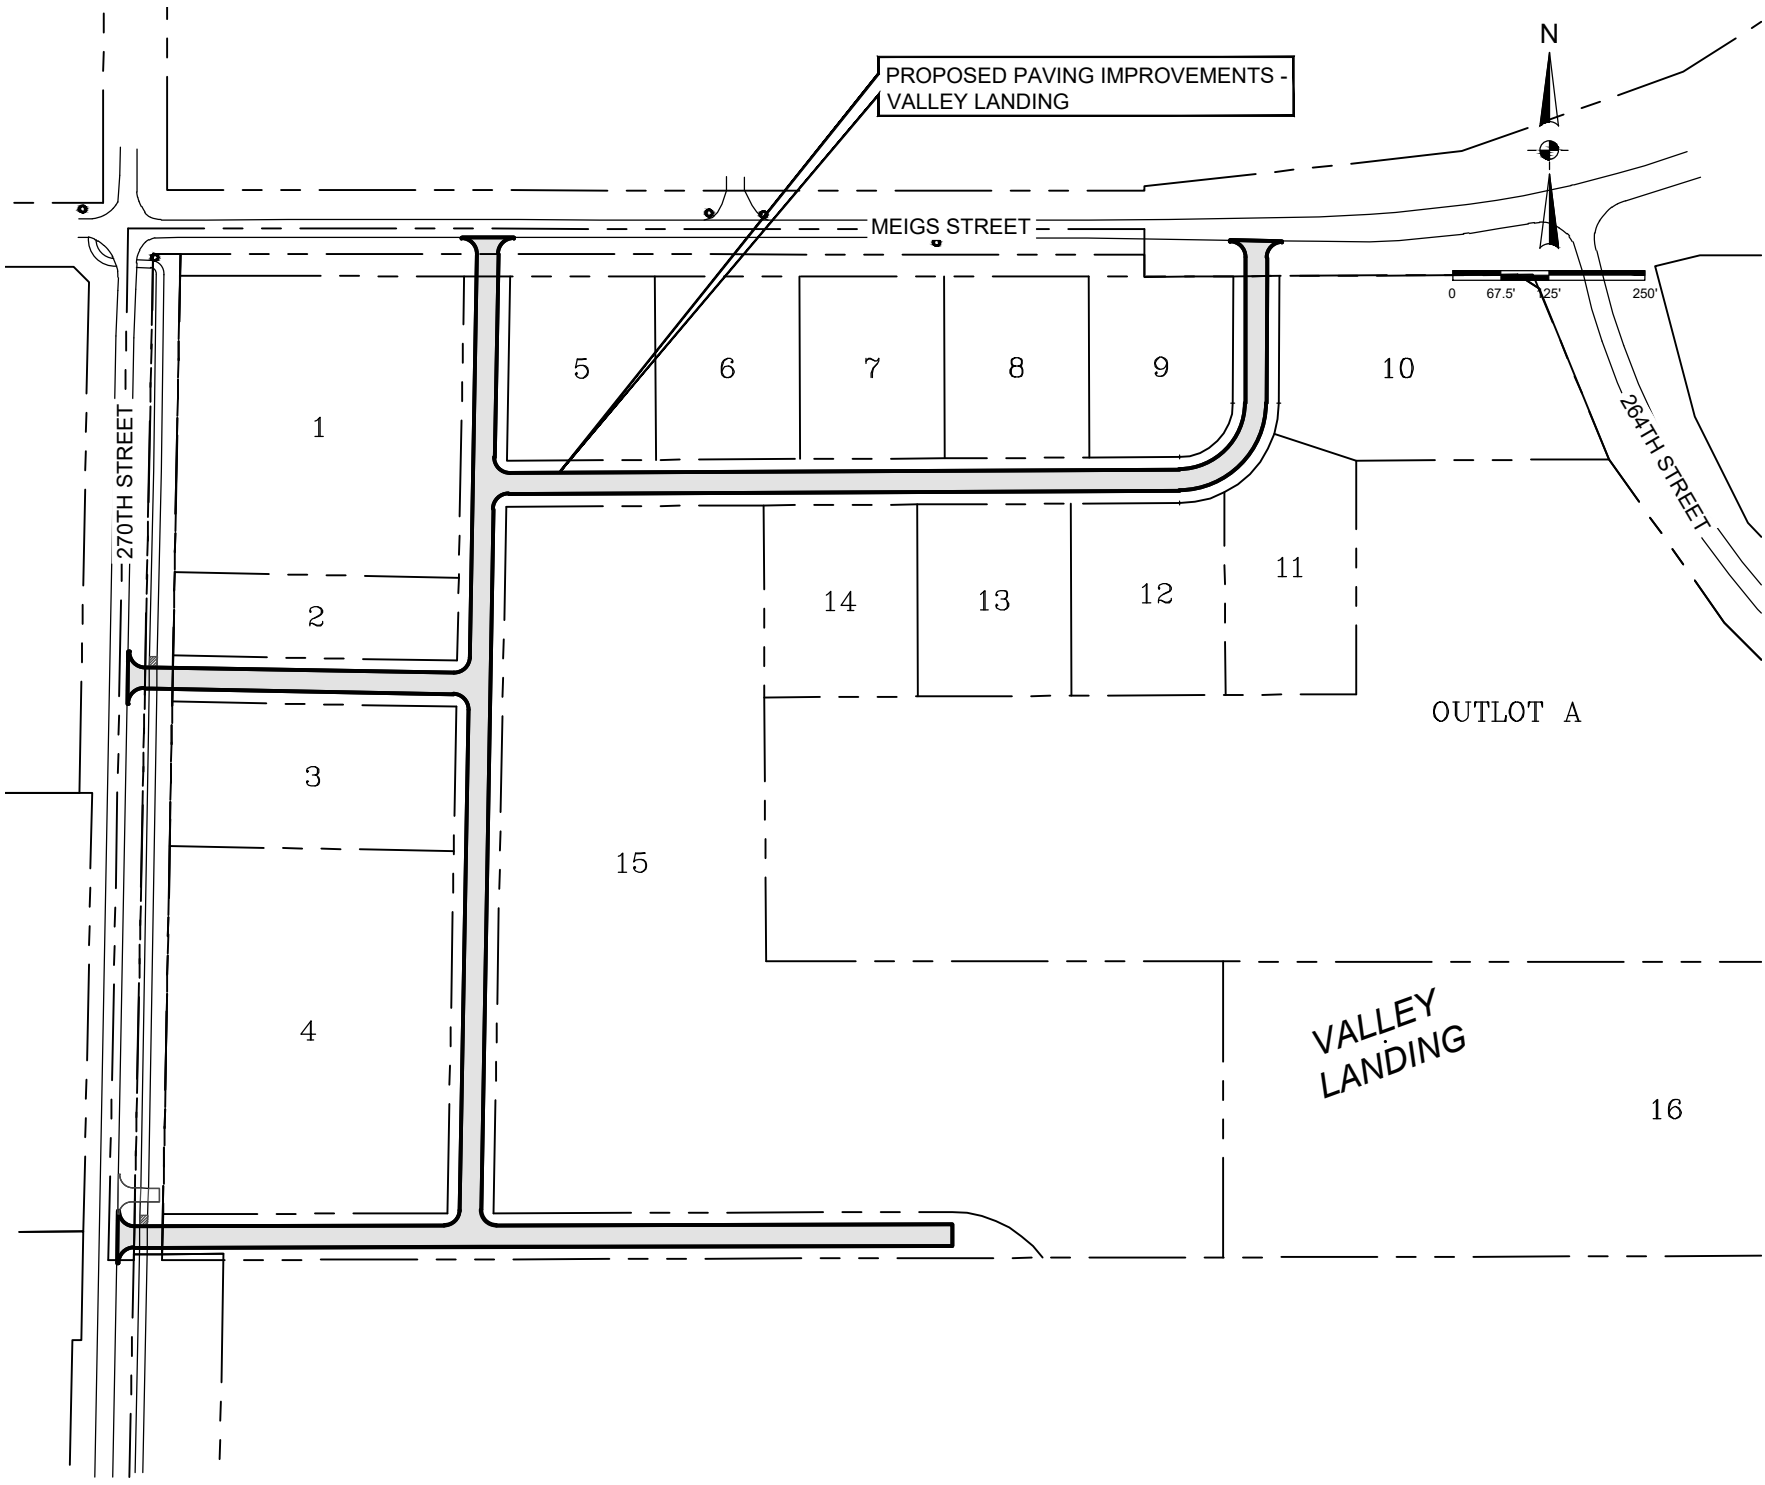 N
PROPOSED PAVING IMPROVEMENTS -
VALLEY LANDING
MEIGS STREET
0 67.5' 125' 250'
5 6 7 8 9 10
1
270TH STREET
264TH STREET
2
14 13 12 11
3
OUTLOT A
15
4
VALLEY
LANDING
16